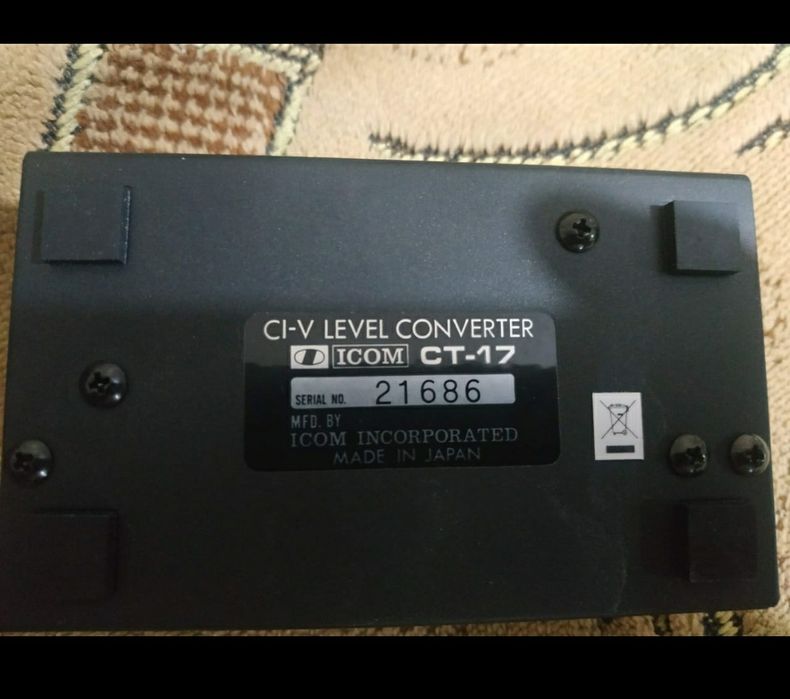 CI-V LEVEL CONVERTER
ICOM CT-17
SERIAL NO. 21686
MFD. BY
ICOM INCORPORATED
MADE IN JAPAN